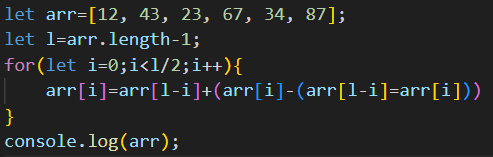 let arr=[12, 43, 23, 67, 34, 87];
let l=arr.length-1;
for(let i=0;i<l/2;i++){
    arr[i]=arr[l-i]+(arr[i]-(arr[l-i]=arr[i]))
}
console.log(arr);